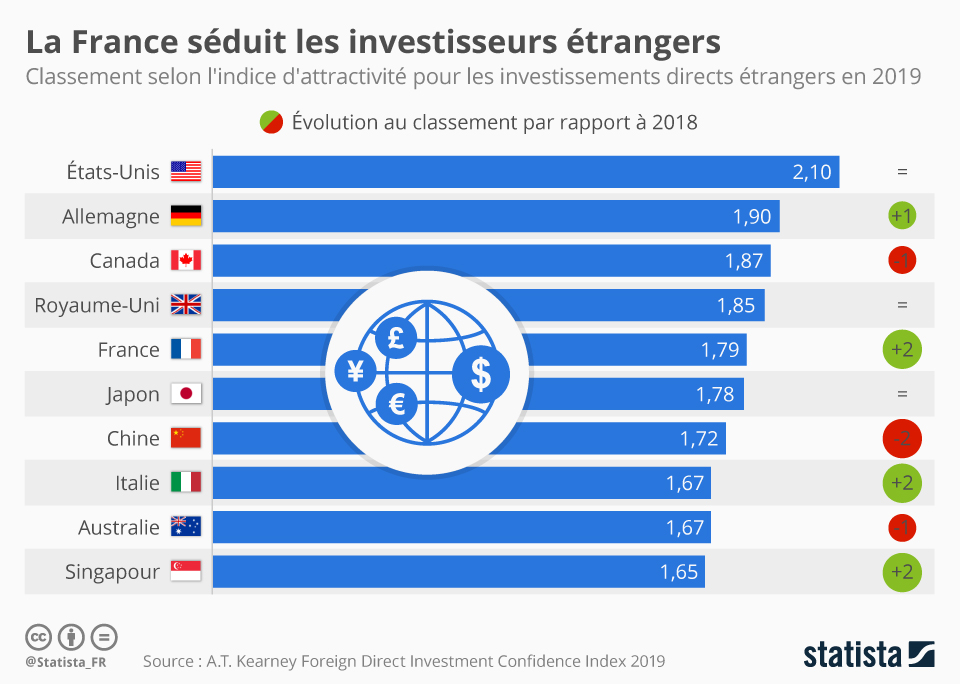 La France séduit les investisseurs étrangers
Classement selon l'indice d'attractivité pour les investissements directs étrangers en 2019
Évolution au classement par rapport à 2018
États-Unis 2,10 =
Allemagne 1,90 +1
Canada 1,87 -1
Royaume-Uni 1,85 =
France 1,79 +2
Japon 1,78 =
Chine 1,72 -2
Italie 1,67 +2
Australie 1,67 -1
Singapour 1,65 +2
£
¥ $
€
cc =
@Statista_FR Source : A.T. Kearney Foreign Direct Investment Confidence Index 2019
statista